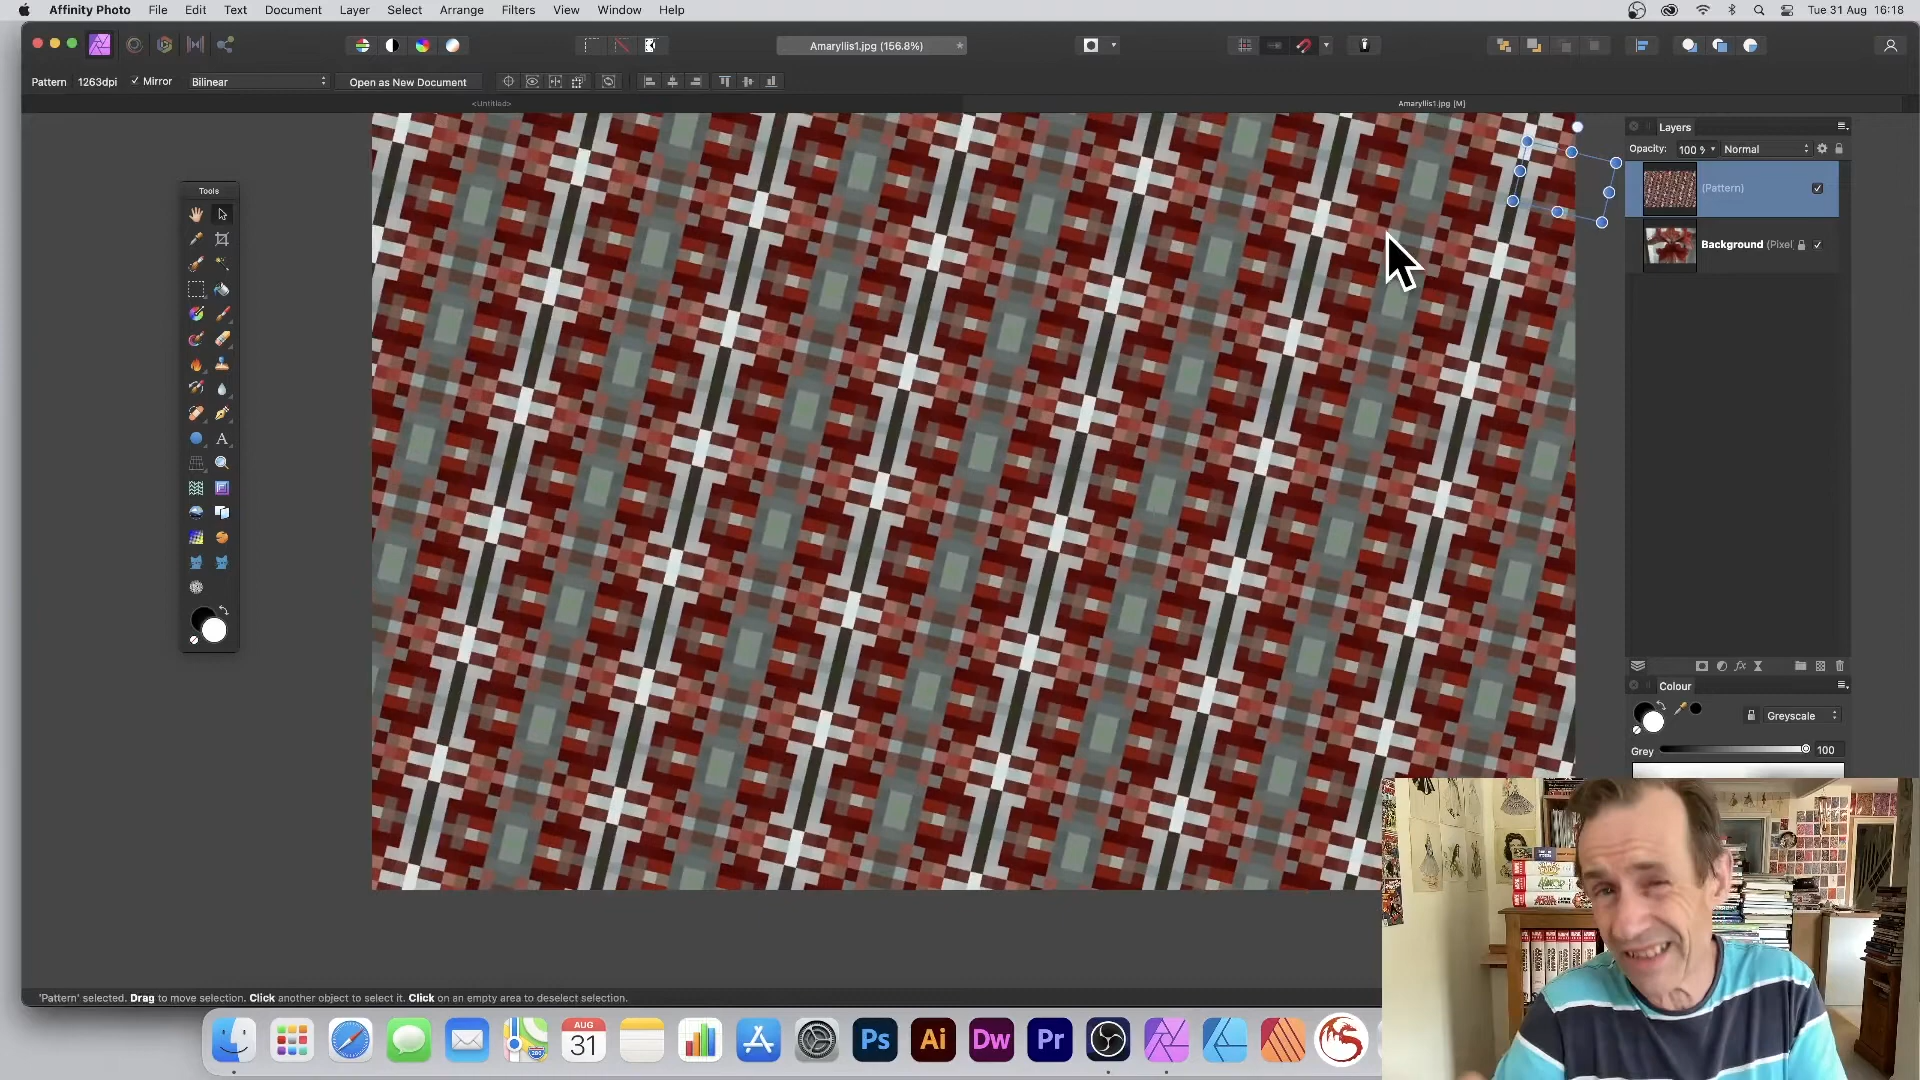 Affinity Photo File Edit Text Document Layer Select Arrange Filters View Window Help Tue 31 Aug 16:18
Amaryllis1.jpg (156.8%)
Pattern 1263dpi Mirror Bilinear Open as New Document
<Untitled> Amaryllis1.jpg [M]
Layers
Opacity: 100 % Normal
(Pattern)
Background (Pixel
Tools
Colour
Greyscale
Grey 100
'Pattern' selected. Drag to move selection. Click another object to select it. Click on an empty area to deselect selection.
AUG
31
280
Ps Ai Dw Pr